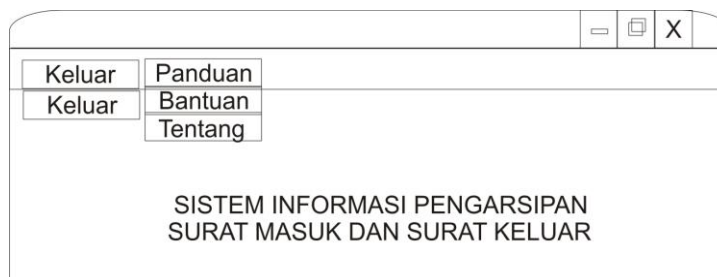 X
Keluar Panduan
Keluar Bantuan
Tentang
SISTEM INFORMASI PENGARSIPAN
SURAT MASUK DAN SURAT KELUAR